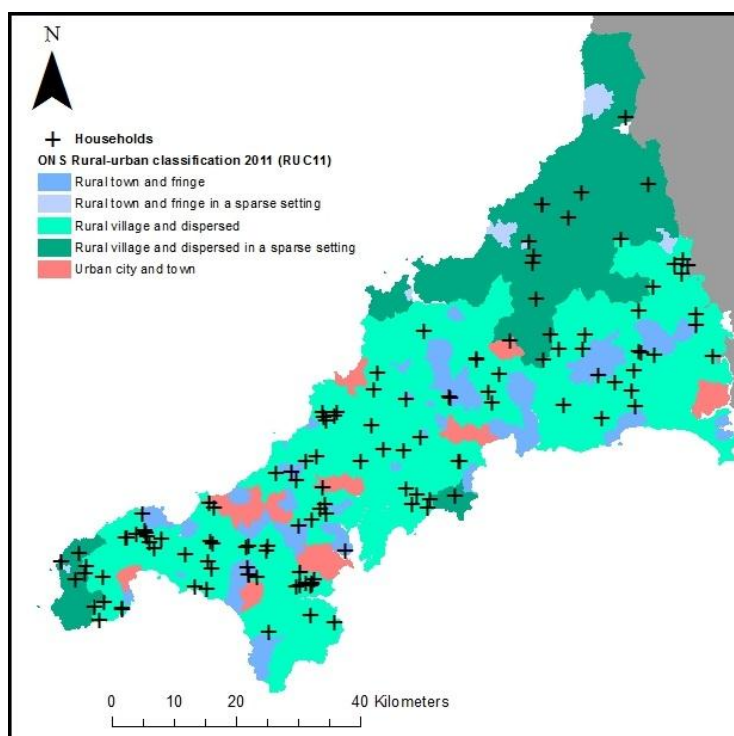 N
Households
ONS Rural-urban classification 2011 (RUC11)
Rural town and fringe
Rural town and fringe in a sparse setting
Rural village and dispersed
Rural village and dispersed in a sparse setting
Urban city and town
0 10 20 40 Kilometers